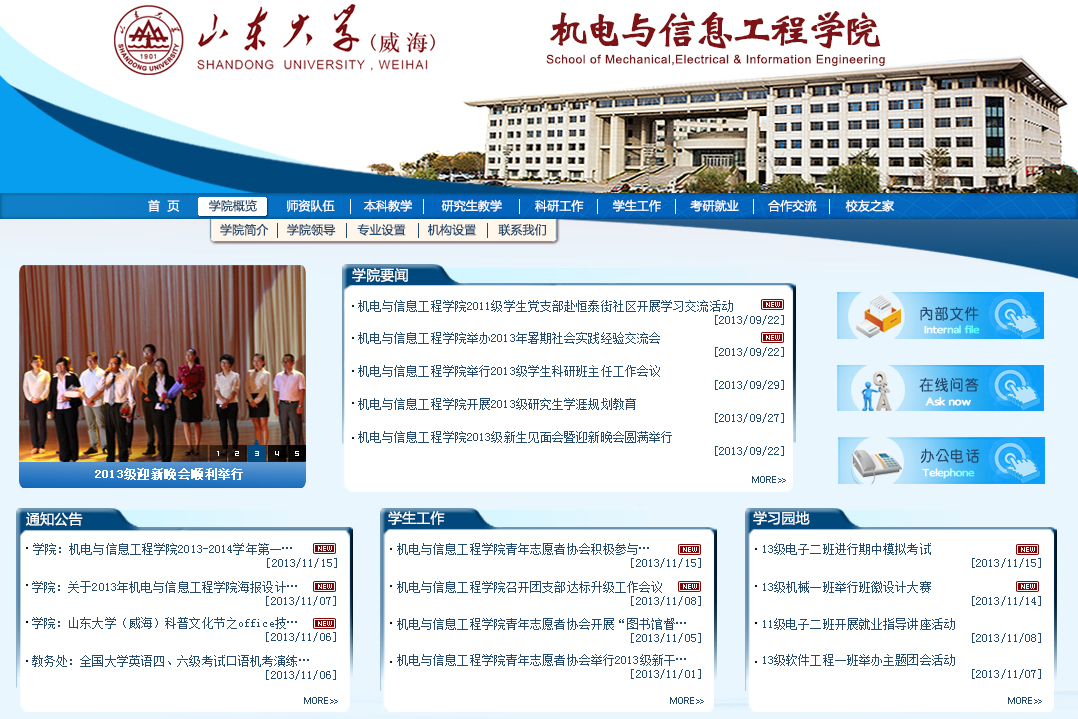 山东大学(威海)
SHANDONG UNIVERSITY, WEIHAI
SHANDONG UNIVERSITY
1901
机电与信息工程学院
School of Mechanical,Electrical & Information Engineering
首 页 学院概览 师资队伍 本科教学 研究生教学 科研工作 学生工作 考研就业 合作交流 校友之家
学院简介 学院领导 专业设置 机构设置 联系我们
1 2 3 4 5
2013级迎新晚会顺利举行
学院要闻
·机电与信息工程学院2011级学生党支部赴恒泰街社区开展学习交流活动 NEW
[2013/09/22]
·机电与信息工程学院举办2013年暑期社会实践经验交流会 NEW
[2013/09/22]
·机电与信息工程学院举行2013级学生科研班主任工作会议
[2013/09/29]
·机电与信息工程学院开展2013级研究生学涯规划教育
[2013/09/27]
·机电与信息工程学院2013级新生见面会暨迎新晚会圆满举行
[2013/09/22]
MORE>>
內部文件
Internal file
在线问答
Ask now
办公电话
Telephone
通知公告
·学院：机电与信息工程学院2013-2014学年第一… NEW
[2013/11/15]
·学院：关于2013年机电与信息工程学院海报设计… NEW
[2013/11/07]
·学院：山东大学（威海）科普文化节之office技… NEW
[2013/11/06]
·教务处：全国大学英语四、六级考试口语机考演练…
[2013/11/06]
MORE>>
学生工作
·机电与信息工程学院青年志愿者协会积极参与… NEW
[2013/11/15]
·机电与信息工程学院召开团支部达标升级工作会议 NEW
[2013/11/08]
·机电与信息工程学院青年志愿者协会开展“图书馆督…
[2013/11/05]
·机电与信息工程学院青年志愿者协会举行2013级新干…
[2013/11/01]
MORE>>
学习园地
·13级电子二班进行期中模拟考试 NEW
[2013/11/15]
·13级机械一班举行班徽设计大赛 NEW
[2013/11/14]
·11级电子二班开展就业指导讲座活动
[2013/11/08]
·13级软件工程一班举办主题团会活动
[2013/11/07]
MORE>>